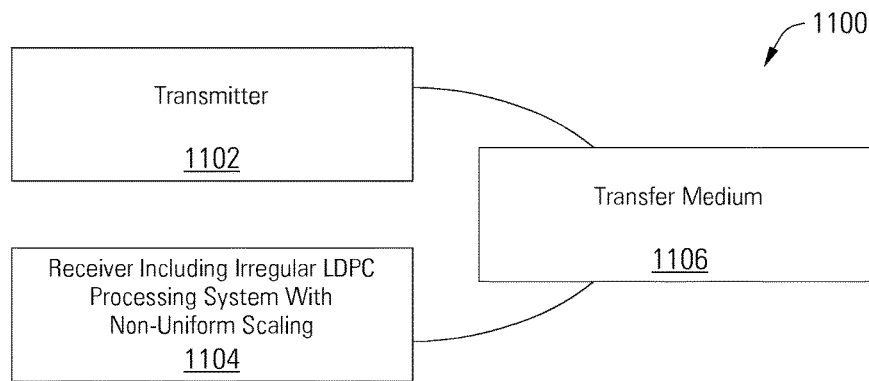 1100
Transmitter
1102
Transfer Medium
1106
Receiver Including Irregular LDPC
Processing System With
Non-Uniform Scaling
1104